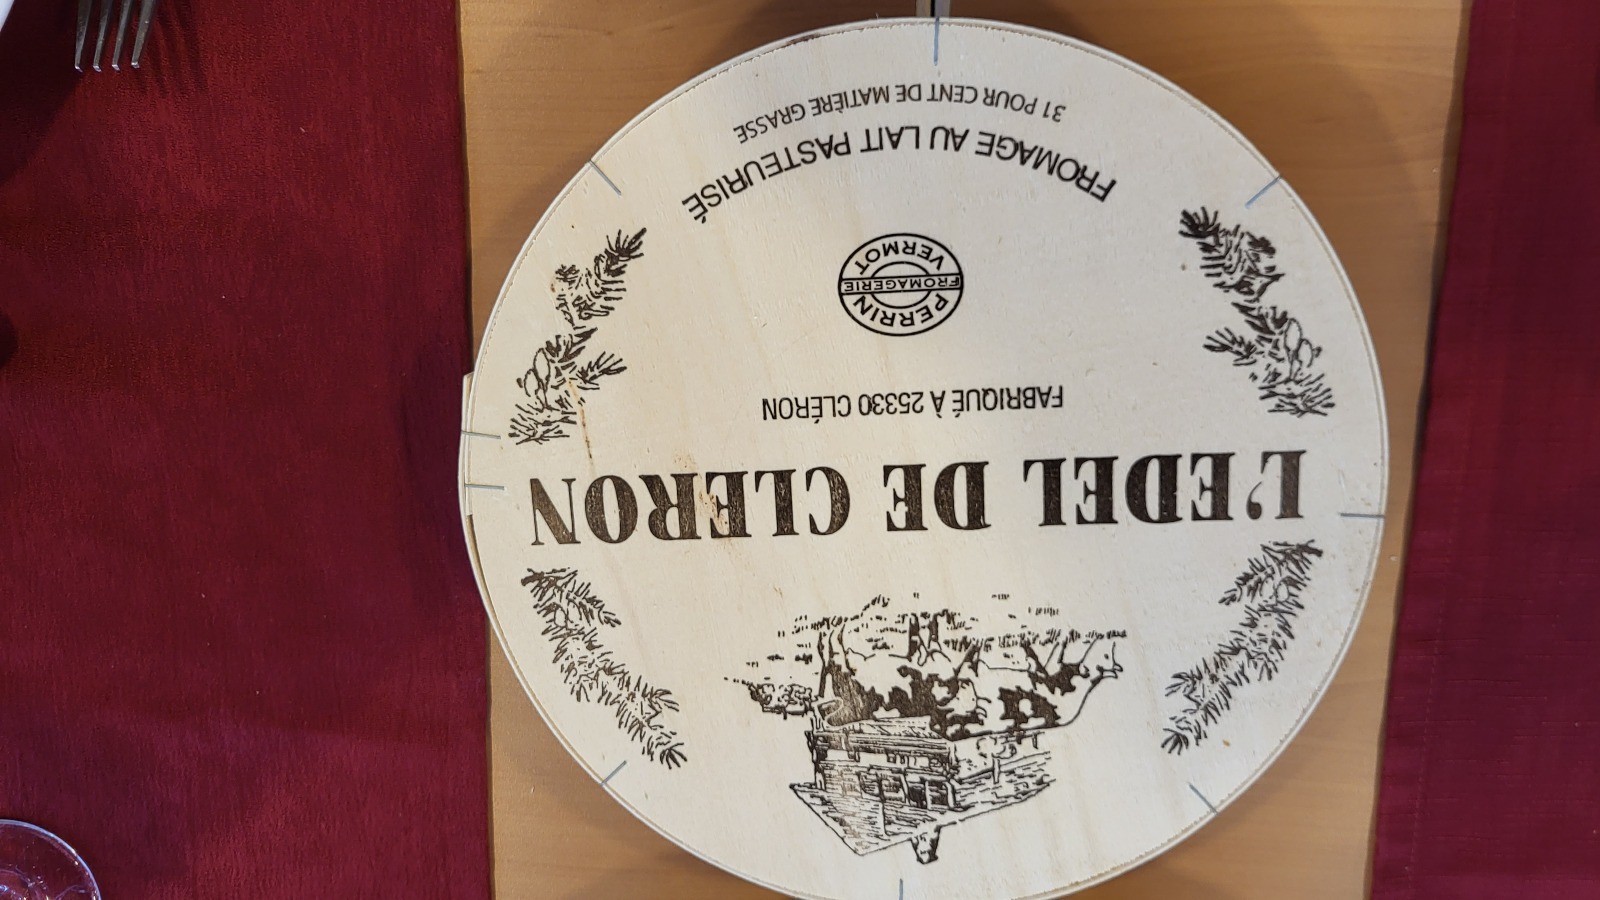 L'EDEL DE CLERON
FABRIQUÉ À 25330 CLÉRON
PERRIN
FROMAGERIE
VERMOT
FROMAGE AU LAIT PASTEURISÉ
31 POUR CENT DE MATIÈRE GRASSE